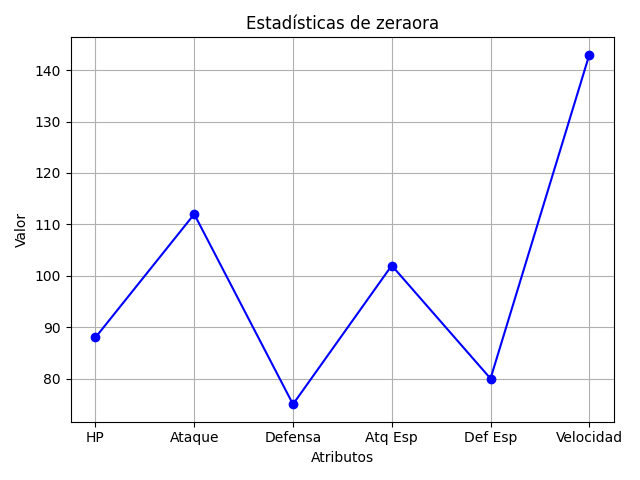 Estadísticas de zeraora
Valor
140
130
120
110
100
90
80
HP Ataque Defensa Atq Esp Def Esp Velocidad
Atributos